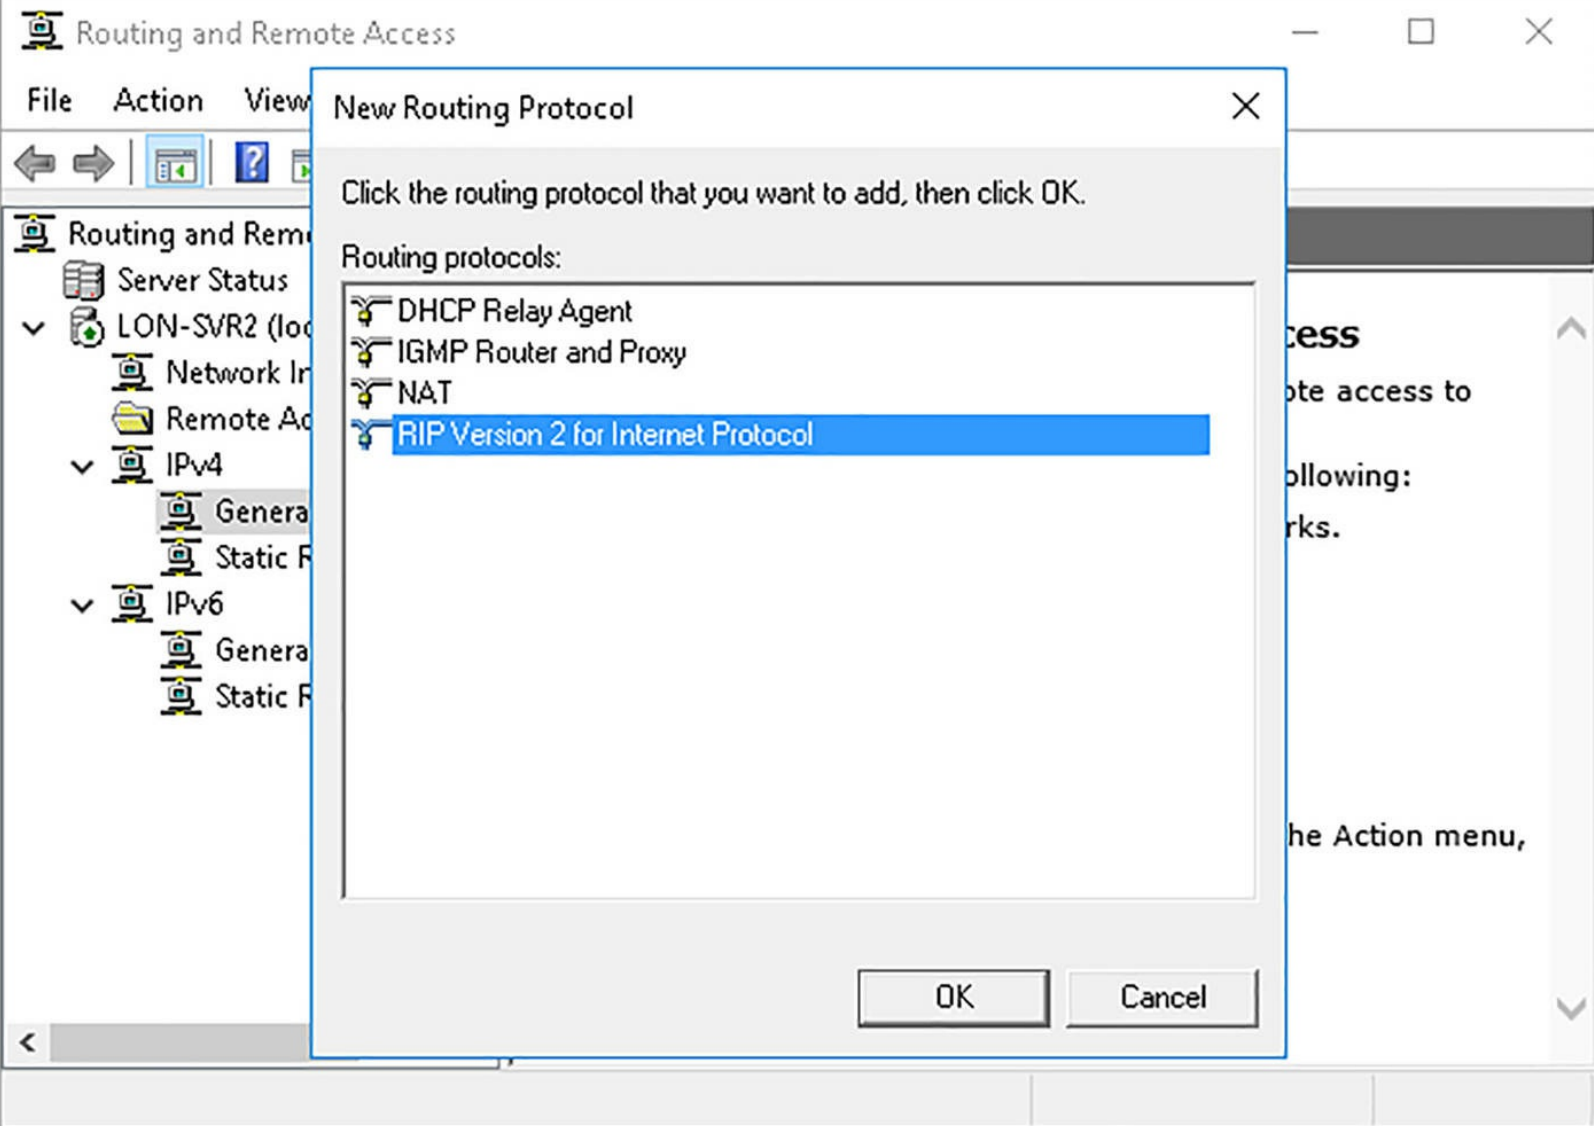 Routing and Remote Access
File Action View
New Routing Protocol
Click the routing protocol that you want to add, then click OK.
Routing protocols:
DHCP Relay Agent
IGMP Router and Proxy
NAT
RIP Version 2 for Internet Protocol
OK Cancel
Routing and Rem
Server Status
LON-SVR2 (loc
Network In
Remote Ac
IPv4
Genera
Static R
IPv6
Genera
Static R
cess
ote access to
ollowing:
rks.
he Action menu,